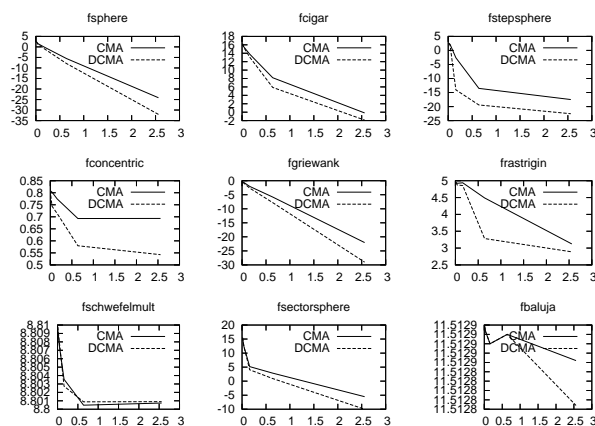 fsphere
5
0
-5
-10
-15
-20
-25
-30
-35
0 0.5 1 1.5 2 2.5 3
CMA
DCMA
fcigar
18
16
14
12
10
8
6
4
2
0
-2
0 0.5 1 1.5 2 2.5 3
CMA
DCMA
fstepsphere
5
0
-5
-10
-15
-20
-25
0 0.5 1 1.5 2 2.5 3
CMA
DCMA
fconcentric
0.85
0.8
0.75
0.7
0.65
0.6
0.55
0.5
0 0.5 1 1.5 2 2.5 3
CMA
DCMA
fgriewank
0
-5
-10
-15
-20
-25
-30
0 0.5 1 1.5 2 2.5 3
CMA
DCMA
frastrigin
5
4.5
4
3.5
3
2.5
0 0.5 1 1.5 2 2.5 3
CMA
DCMA
fschwefelmult
8.81
8.809
8.808
8.807
8.806
8.805
8.804
8.803
8.802
8.801
8.8
0 0.5 1 1.5 2 2.5 3
CMA
DCMA
fsectorsphere
20
15
10
5
0
-5
-10
0 0.5 1 1.5 2 2.5 3
CMA
DCMA
fbaluja
11.5129
11.5129
11.5129
11.5129
11.5128
11.5128
11.5128
11.5128
0 0.5 1 1.5 2 2.5 3
CMA
DCMA